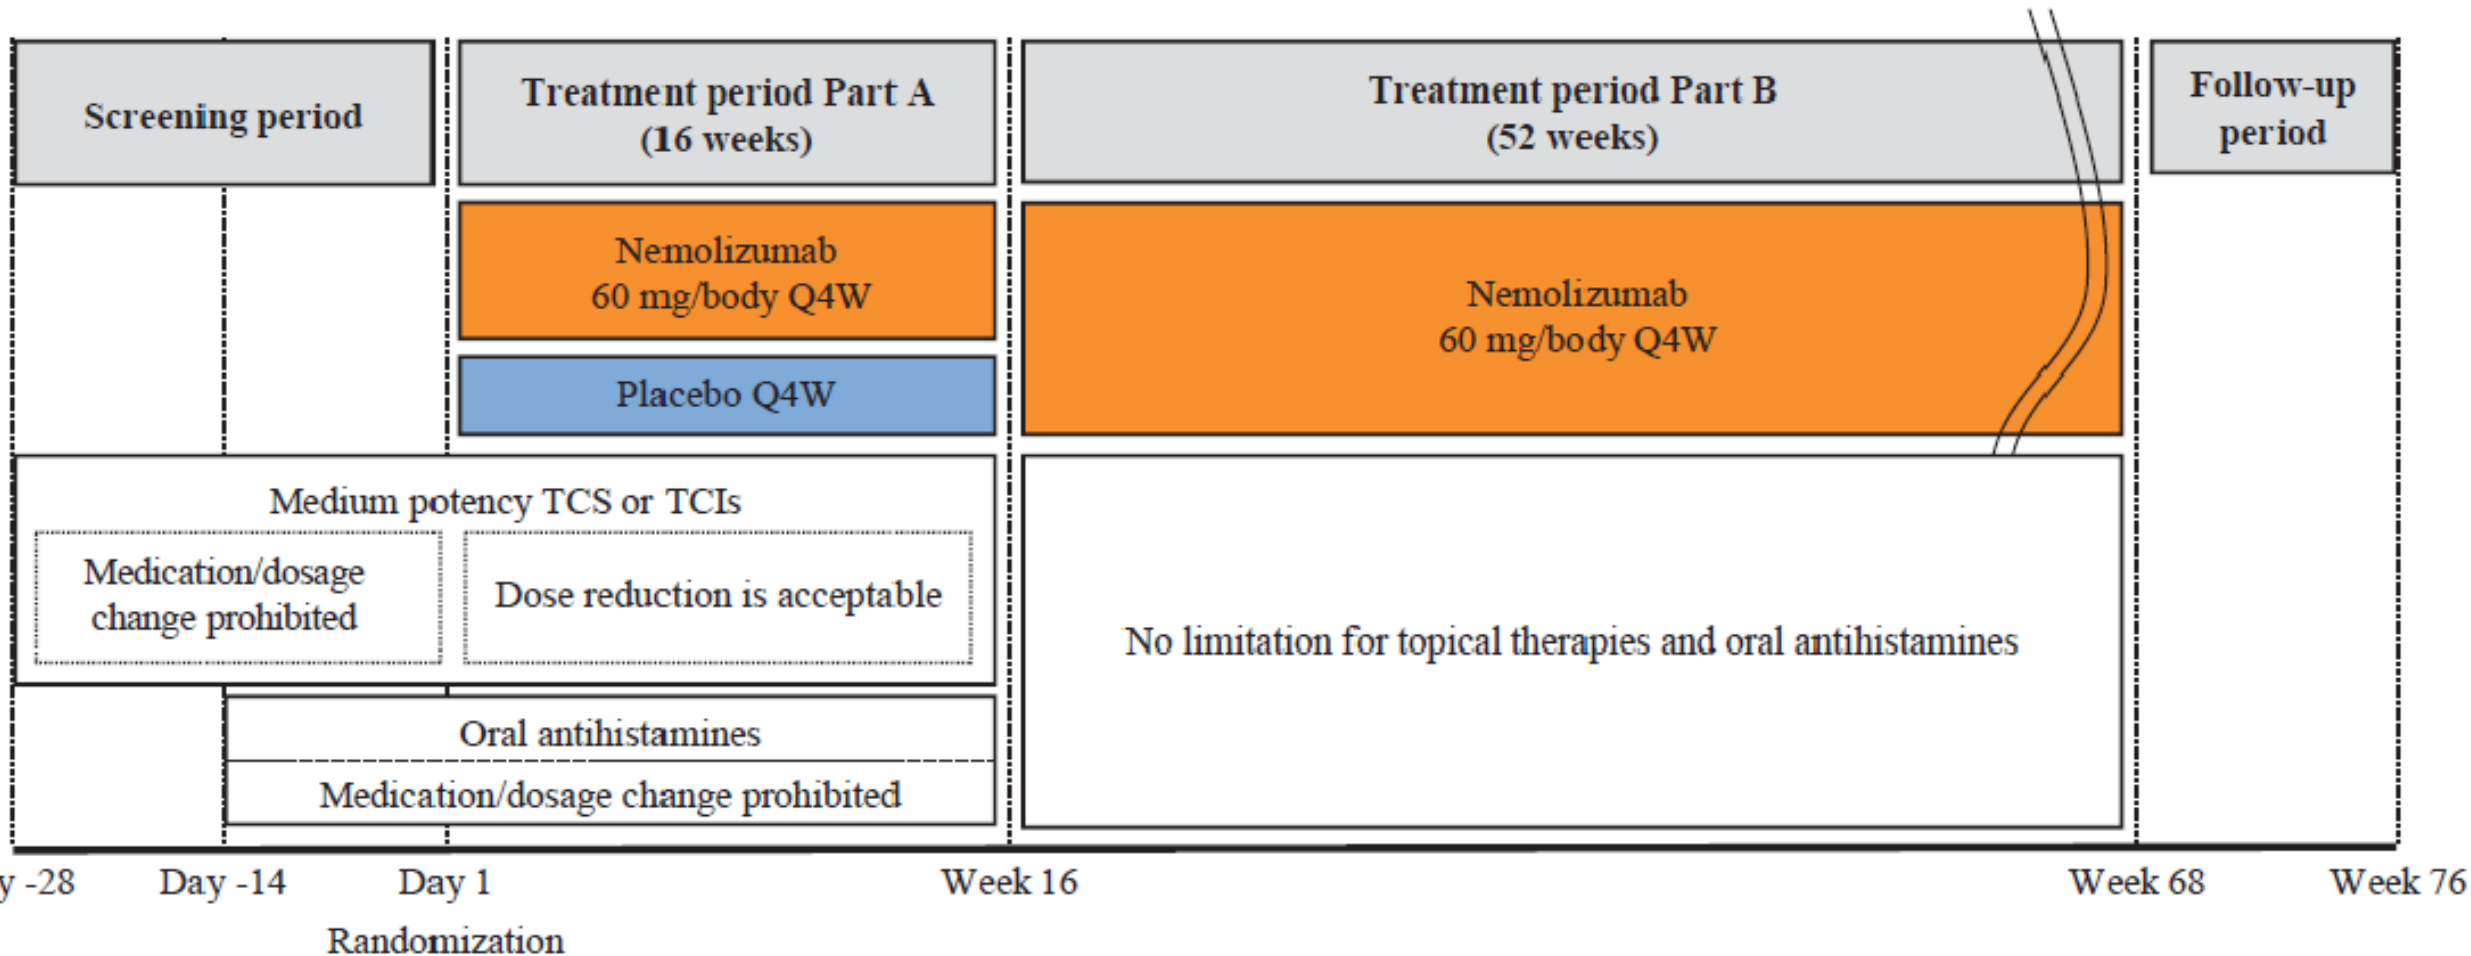 Screening period
Treatment period Part A
(16 weeks)
Treatment period Part B
(52 weeks)
Follow-up
period
Nemolizumab
60 mg/body Q4W
Placebo Q4W
Nemolizumab
60 mg/body Q4W
Medium potency TCS or TCIs
Medication/dosage
change prohibited
Dose reduction is acceptable
No limitation for topical therapies and oral antihistamines
Oral antihistamines
Medication/dosage change prohibited
y -28
Day -14
Day 1
Week 16
Week 68
Week 76
Randomization